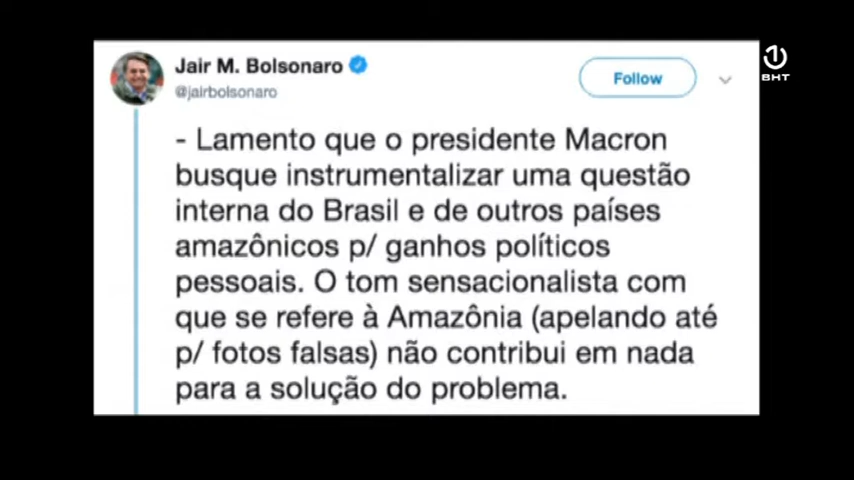 Jair M. Bolsonaro
@jairbolsonaro
Follow
1
BHT
- Lamento que o presidente Macron
busque instrumentalizar uma questão
interna do Brasil e de outros países
amazônicos p/ ganhos políticos
pessoais. O tom sensacionalista com
que se refere à Amazônia (apelando até
p/ fotos falsas) não contribui em nada
para a solução do problema.